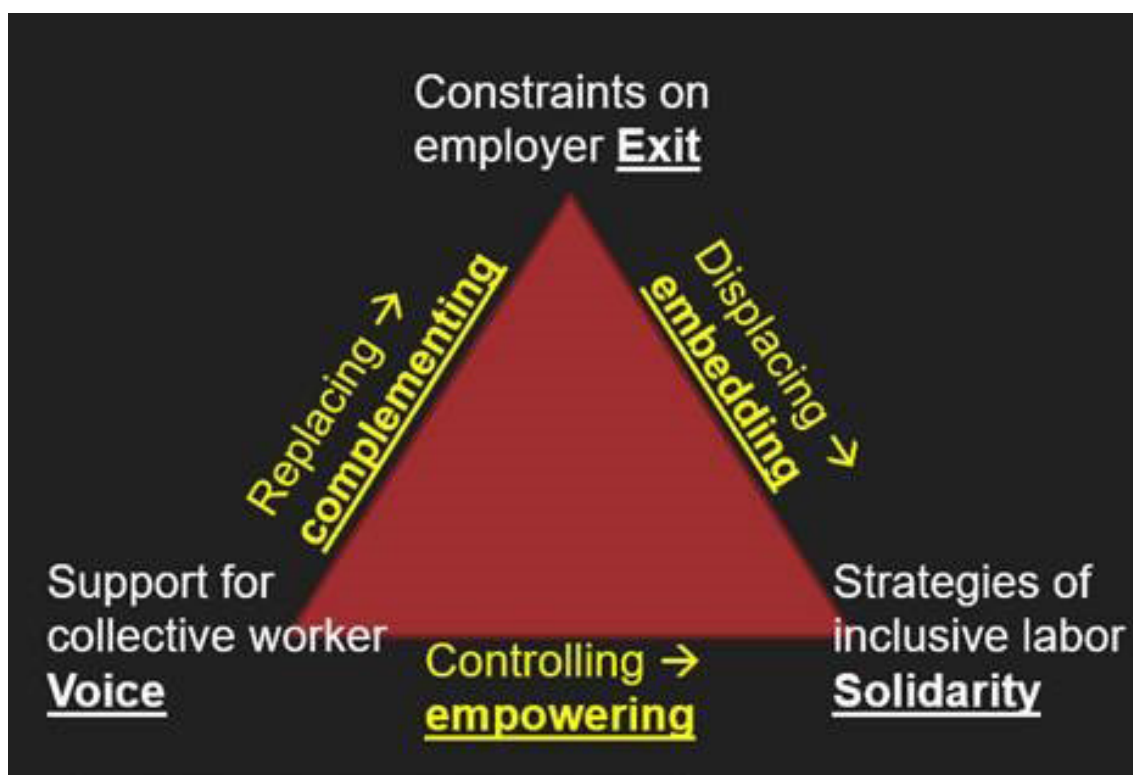 Constraints on
employer Exit
Replacing →
complementing
Displacing →
embedding
Support for
collective worker
Voice
Controlling →
empowering
Strategies of
inclusive labor
Solidarity